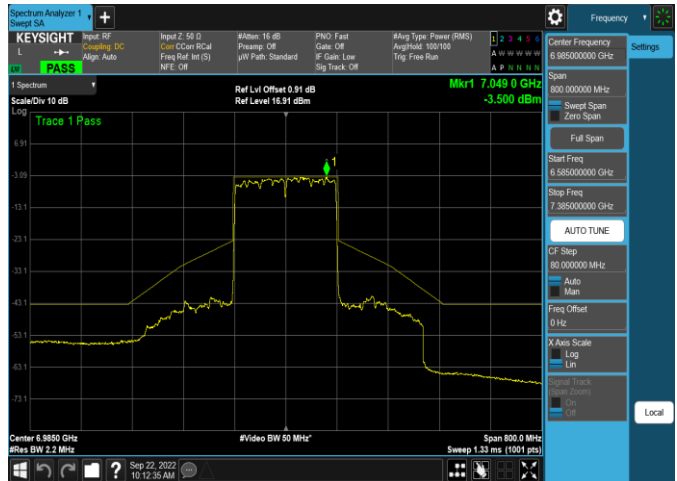 Spectrum Analyzer 1
Swept SA
Frequency
KEYSIGHT
L
PASS
Input: RF
Coupling: DC
Align: Auto
Input Z: 50 Ω
Corr CCorr RCal
Freq Ref: Int (S)
NFE: Off
#Atten: 16 dB
Preamp: Off
µW Path: Standard
PNO: Fast
Gate: Off
IF Gain: Low
Sig Track: Off
#Avg Type: Power (RMS)
Avg|Hold: 100/100
Trig: Free Run
1 2 3 4 5 6
A W W W W W
A P N N N N
1 Spectrum
Scale/Div 10 dB
Log
Ref Lvl Offset 0.91 dB
Ref Level 16.91 dBm
Mkr1 7.049 0 GHz
-3.500 dBm
Trace 1 Pass
1
6.91
-3.09
-13.1
-23.1
-33.1
-43.1
-53.1
-63.1
-73.1
Center 6.9850 GHz
#Res BW 2.2 MHz
#Video BW 50 MHz*
Span 800.0 MHz
Sweep 1.33 ms (1001 pts)
Center Frequency
6.985000000 GHz
Settings
Span
800.000000 MHz
Swept Span
Zero Span
Full Span
Start Freq
6.585000000 GHz
Stop Freq
7.385000000 GHz
AUTO TUNE
CF Step
80.000000 MHz
Auto
Man
Freq Offset
0 Hz
X Axis Scale
Log
Lin
Signal Track
(Span Zoom)
On
Off
Local
?
Sep 22, 2022
10:12:35 AM